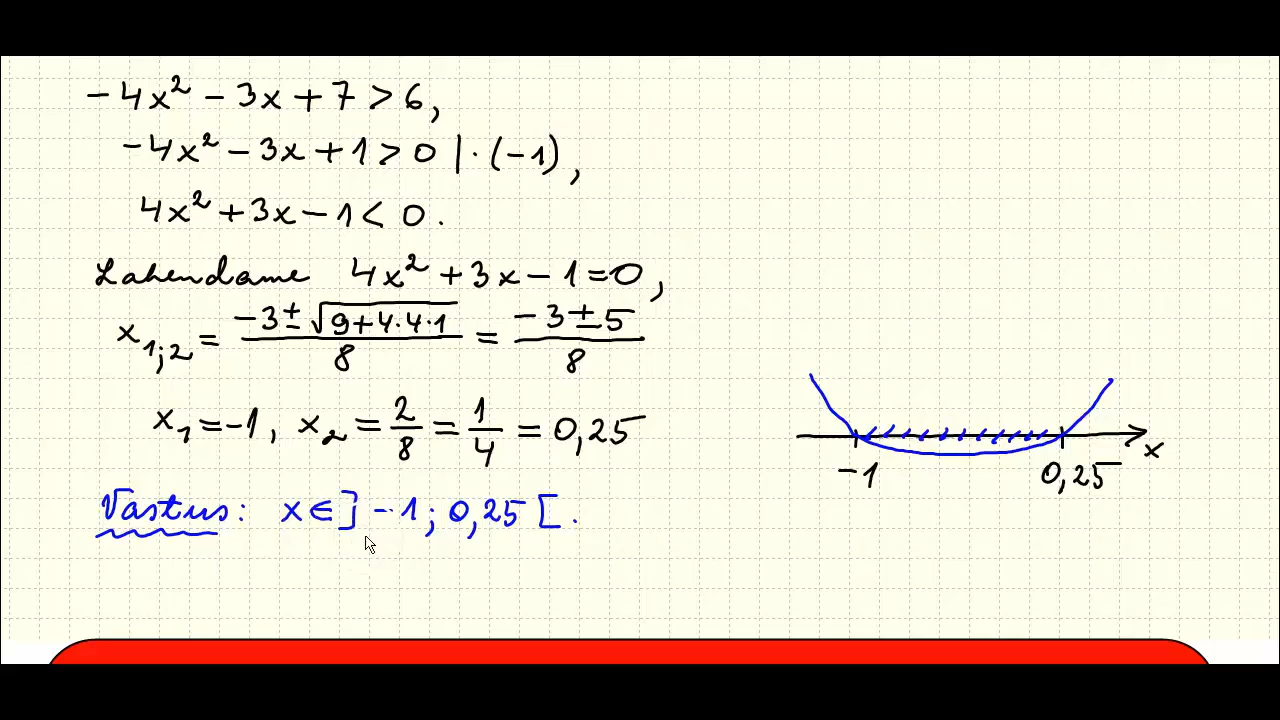 -4x² - 3x + 7 > 6,
-4x² - 3x + 1 > 0 | · (-1),
4x² + 3x - 1 < 0.
Lahendame 4x² + 3x - 1 = 0,
x₁;₂ = (-3 ± √(9+4·4·1))/8 = (-3 ± 5)/8
x₁ = -1, x₂ = 2/8 = 1/4 = 0,25
x
-1 0,25
Vastus: x ∈ ] -1 ; 0,25 [.